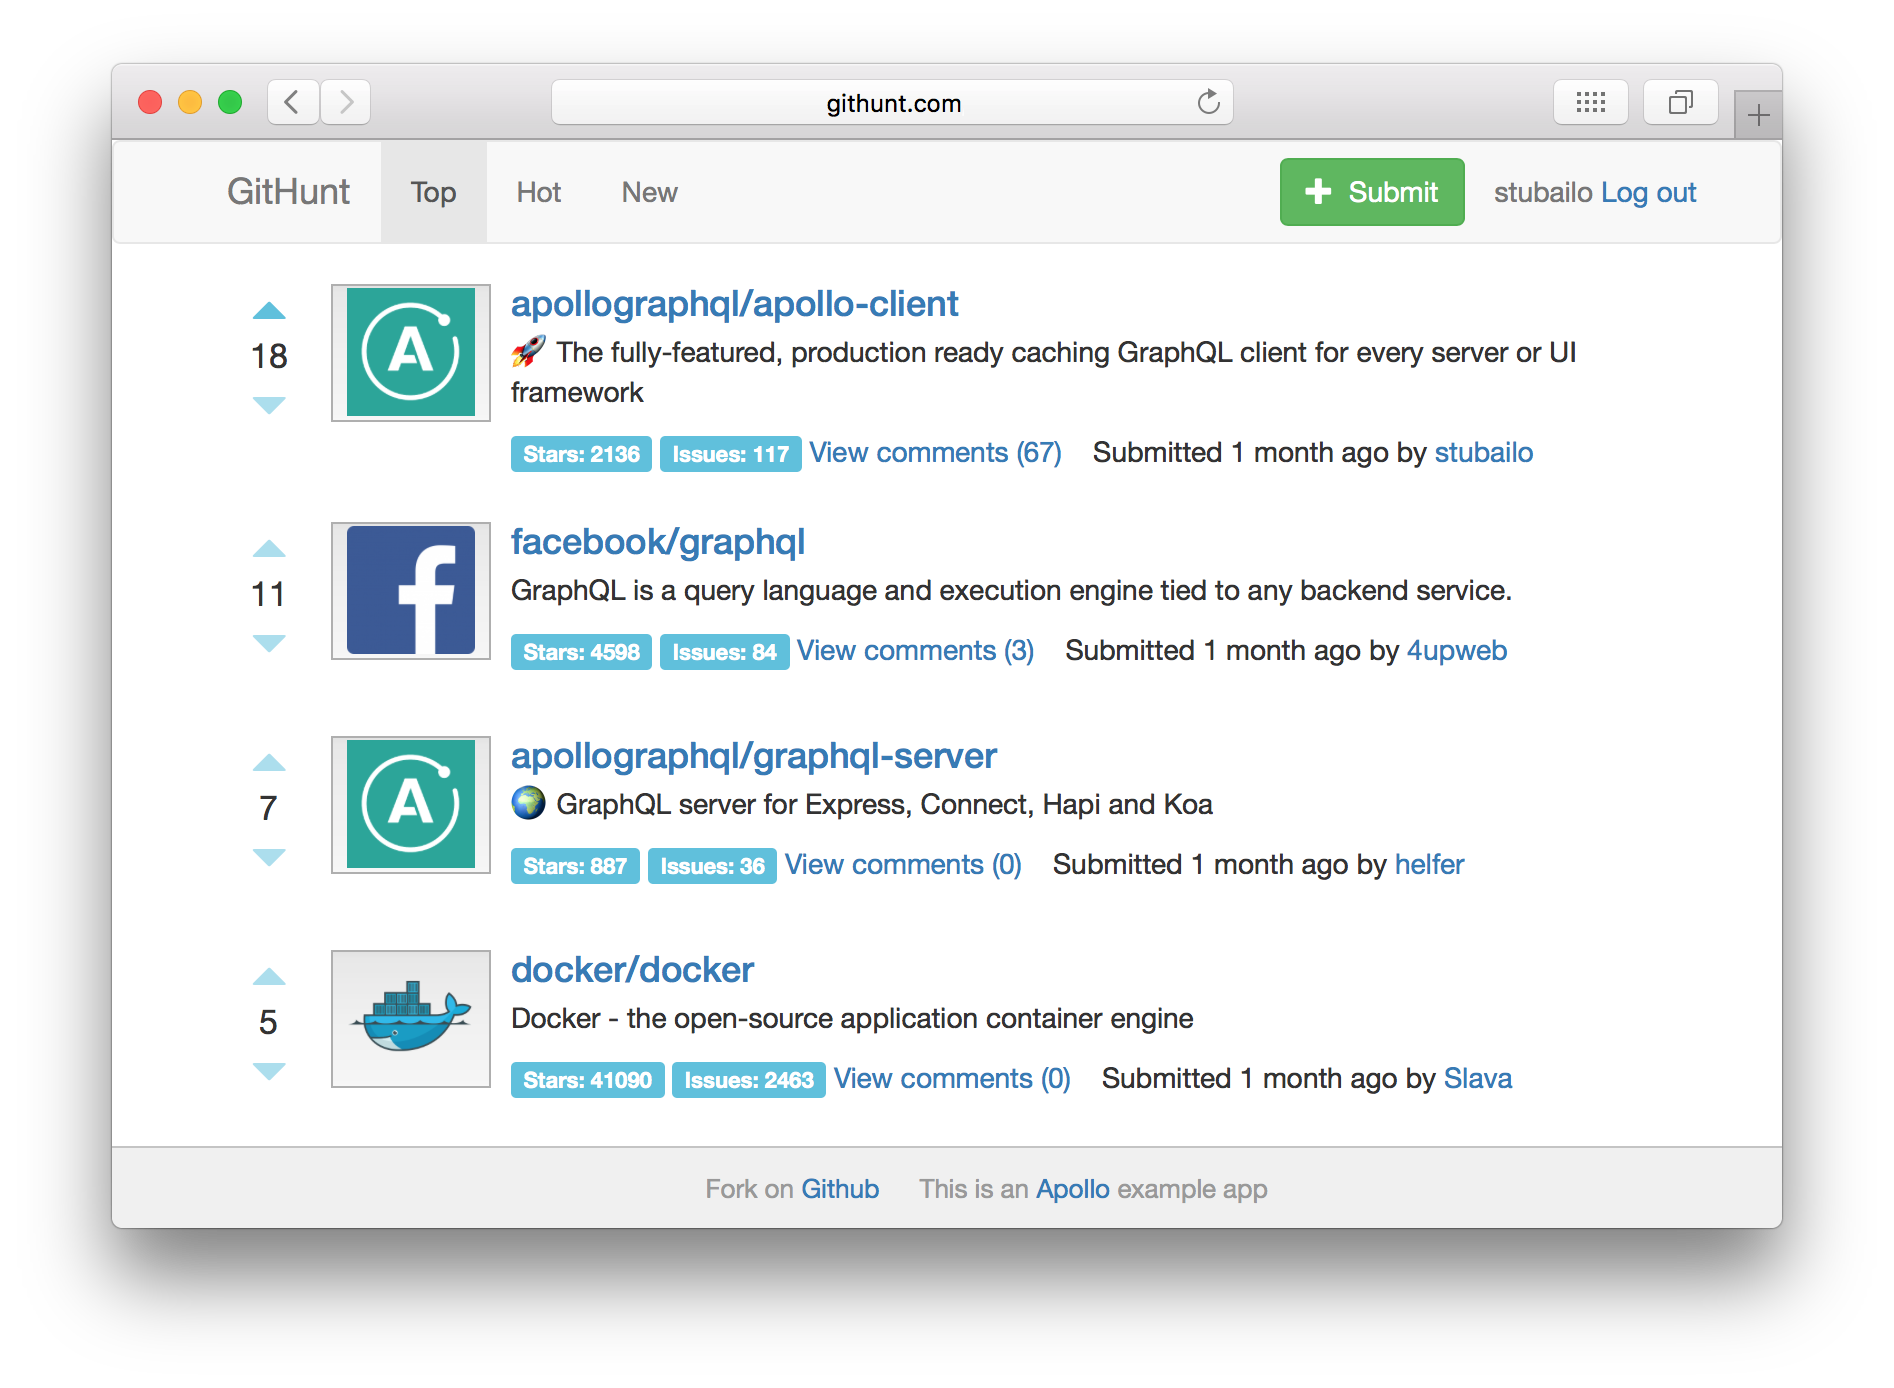 githunt.com
GitHunt Top Hot New Submit stubailo Log out
apollographql/apollo-client
18
🚀 The fully-featured, production ready caching GraphQL client for every server or UI
framework
Stars: 2136 Issues: 117 View comments (67) Submitted 1 month ago by stubailo
facebook/graphql
11
GraphQL is a query language and execution engine tied to any backend service.
Stars: 4598 Issues: 84 View comments (3) Submitted 1 month ago by 4upweb
apollographql/graphql-server
7
🌍 GraphQL server for Express, Connect, Hapi and Koa
Stars: 887 Issues: 36 View comments (0) Submitted 1 month ago by helfer
docker/docker
5
Docker - the open-source application container engine
Stars: 41090 Issues: 2463 View comments (0) Submitted 1 month ago by Slava
Fork on Github This is an Apollo example app